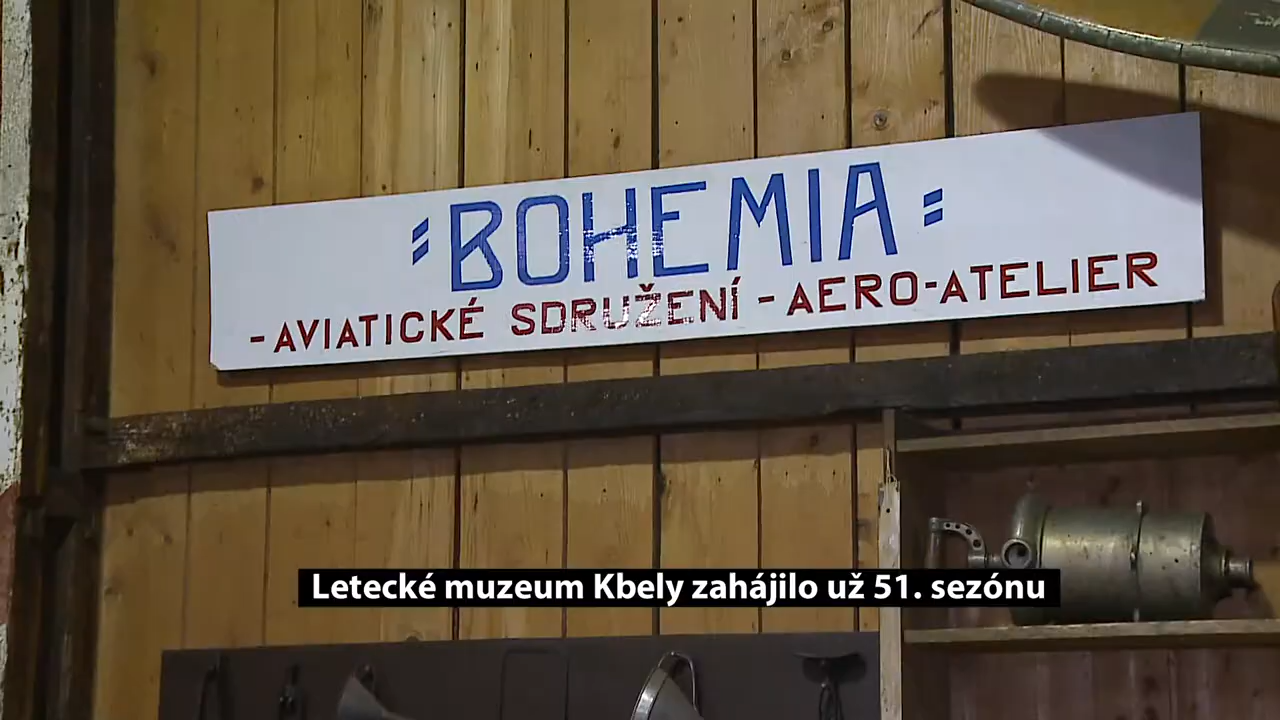 BOHEMIA
- AVIATICKÉ SDRUŽENÍ - AERO-ATELIER
Letecké muzeum Kbely zahájilo už 51. sezónu